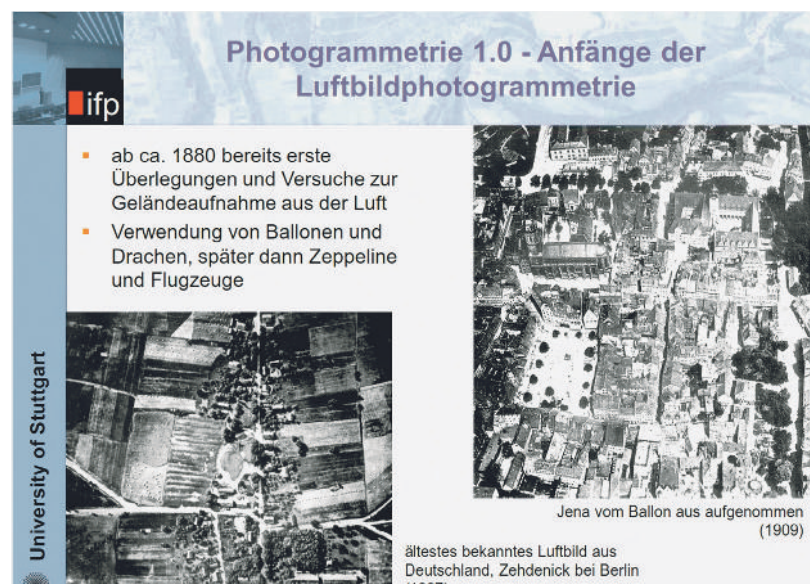 Photogrammetrie 1.0 - Anfänge der
Luftbildphotogrammetrie
ifp
▪ ab ca. 1880 bereits erste
Überlegungen und Versuche zur
Geländeaufnahme aus der Luft
▪ Verwendung von Ballonen und
Drachen, später dann Zeppeline
und Flugzeuge
University of Stuttgart
Jena vom Ballon aus aufgenommen
(1909)
ältestes bekanntes Luftbild aus
Deutschland, Zehdenick bei Berlin